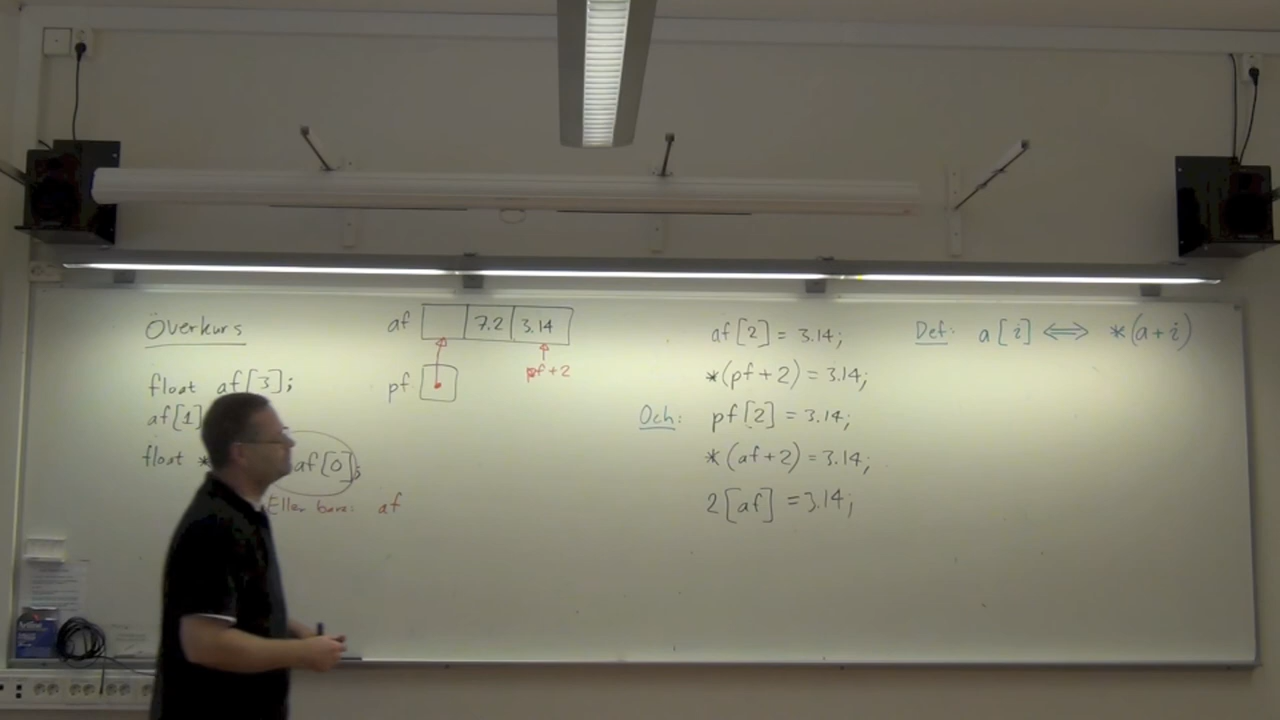 Överkurs
float af[3];
af[1]
float *
af[0];
Eller bara: af
af 7.2 3.14
pf pf+2
af[2] = 3.14;
*(pf+2) = 3.14;
Och: pf[2] = 3.14;
*(af+2) = 3.14;
2[af] = 3.14;
Def: a[i] ⟺ *(a+i)